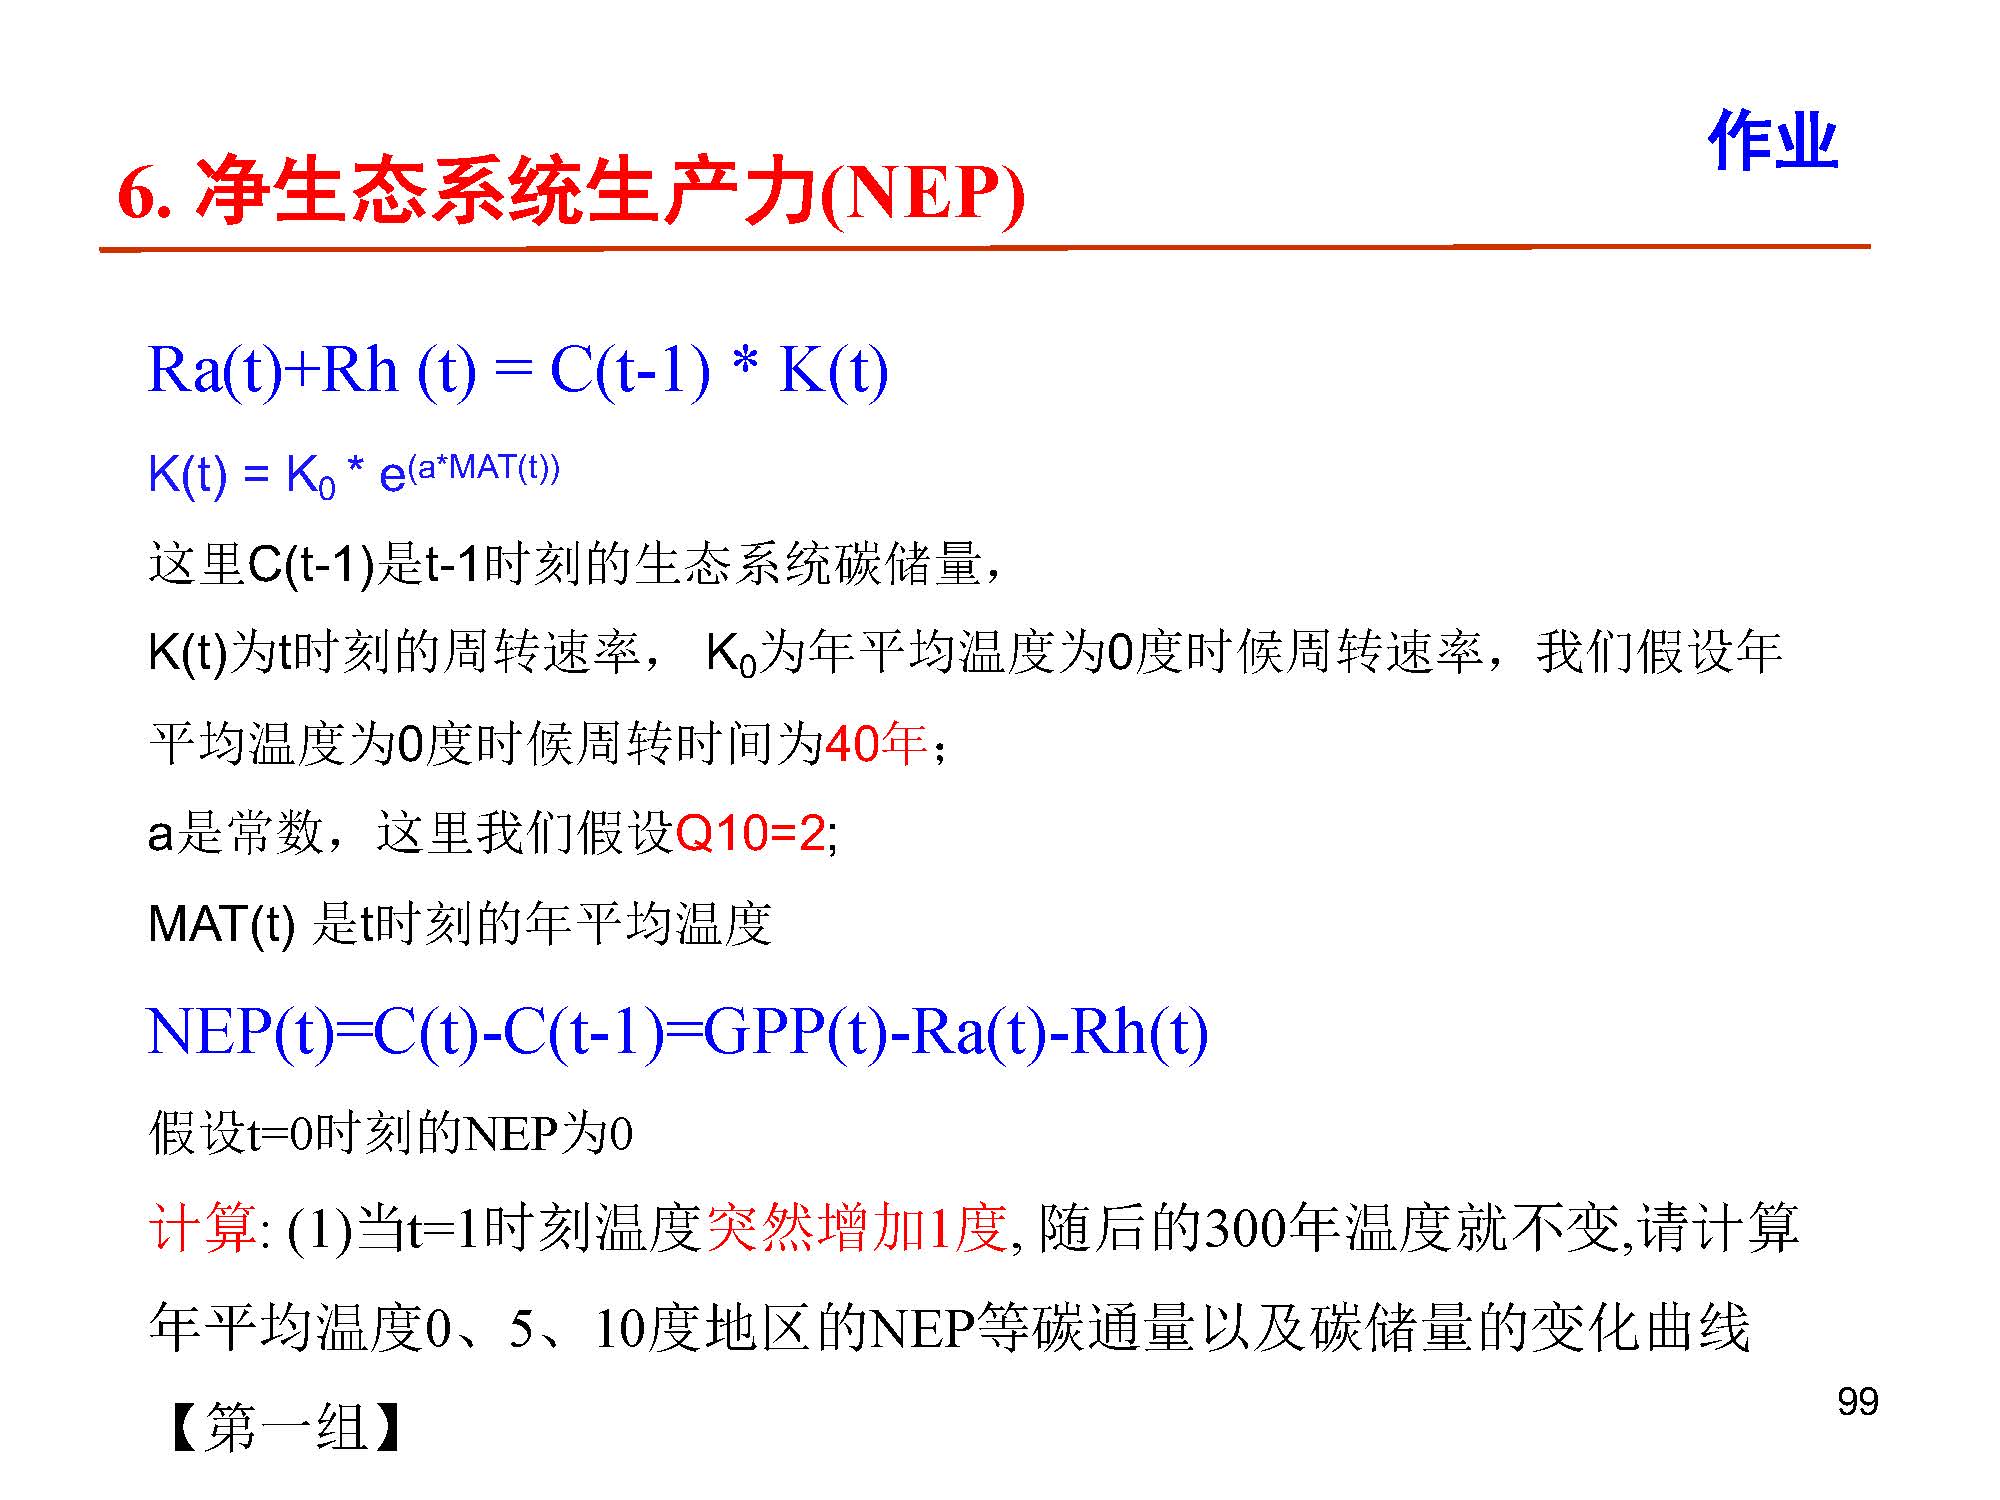 作业
6. 净生态系统生产力(NEP)
Ra(t)+Rh (t) = C(t-1) * K(t)
K(t) = K0 * e(a*MAT(t))
这里C(t-1)是t-1时刻的生态系统碳储量，
K(t)为t时刻的周转速率， K0为年平均温度为0度时候周转速率，我们假设年
平均温度为0度时候周转时间为40年；
a是常数，这里我们假设Q10=2;
MAT(t) 是t时刻的年平均温度
NEP(t)=C(t)-C(t-1)=GPP(t)-Ra(t)-Rh(t)
假设t=0时刻的NEP为0
计算: (1)当t=1时刻温度突然增加1度, 随后的300年温度就不变,请计算
年平均温度0、5、10度地区的NEP等碳通量以及碳储量的变化曲线
【第一组】
99